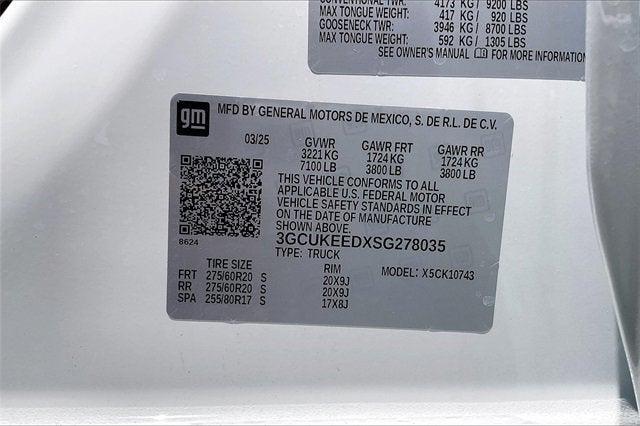 CONVENTIONAL TWR: 4173 KG / 9200 LBS
MAX TONGUE WEIGHT: 417 KG / 920 LBS
GOOSENECK TWR: 3946 KG / 8700 LBS
MAX TONGUE WEIGHT: 592 KG / 1305 LBS
SEE OWNER'S MANUAL FOR MORE INFORMATION
gm
MFD BY GENERAL MOTORS DE MEXICO, S. DE R.L. DE C.V.
03/25 GVWR GAWR FRT GAWR RR
3221 KG 1724 KG 1724 KG
7100 LB 3800 LB 3800 LB
THIS VEHICLE CONFORMS TO ALL
APPLICABLE U.S. FEDERAL MOTOR
VEHICLE SAFETY STANDARDS IN EFFECT
ON THE DATE OF MANUFACTURE
SHOWN ABOVE.
8624
3GCUKEEDXSG278035
TYPE: TRUCK
TIRE SIZE RIM MODEL: X5CK10743
FRT 275/60R20 S 20X9J
RR 275/60R20 S 20X9J
SPA 255/80R17 S 17X8J